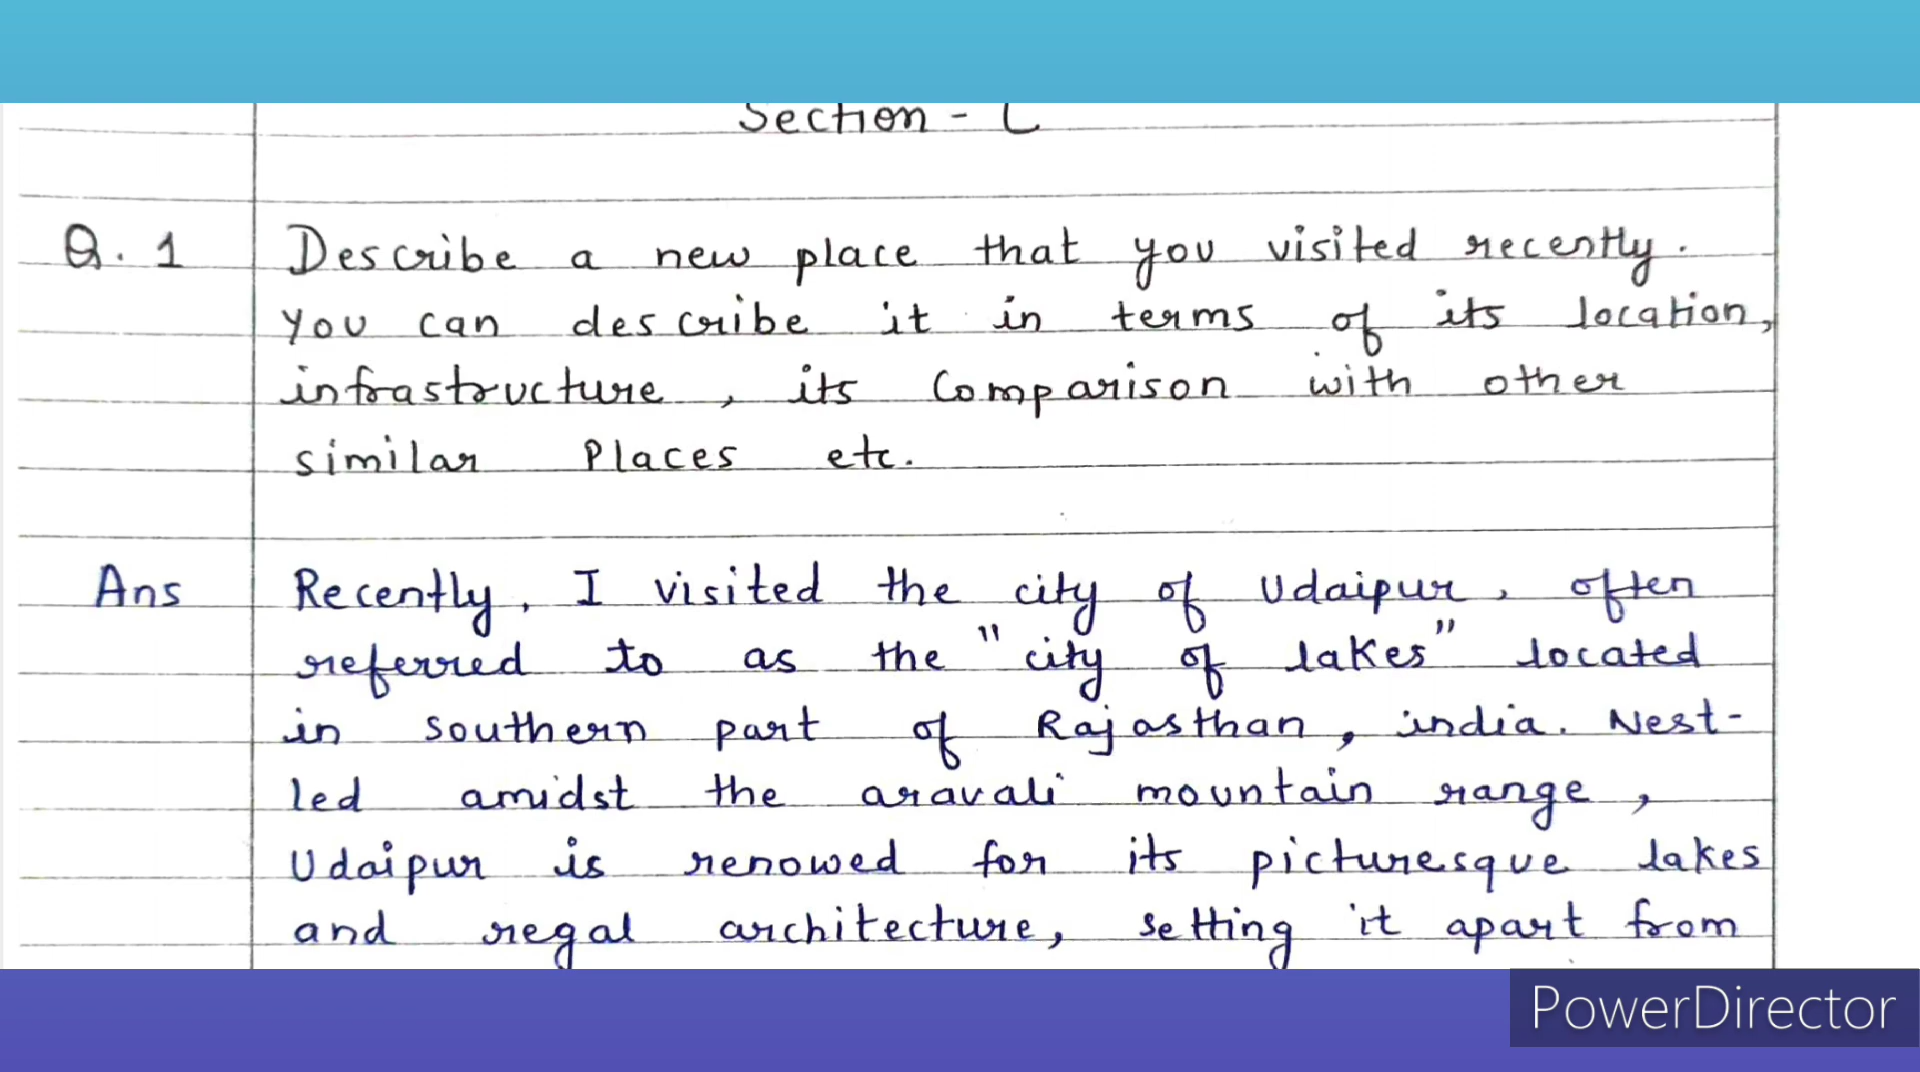 Section - C
Q. 1 Describe a new place that you visited recently.
You can describe it in terms of its location,
infrastructure, its Comparison with other
similar Places etc.
Ans Recently, I visited the city of Udaipur, often
referred to as the "city of lakes" located
in southern part of Rajasthan, india. Nest-
led amidst the aravali mountain range,
Udaipur is renowed for its picturesque lakes
and regal architecture, setting it apart from
PowerDirector